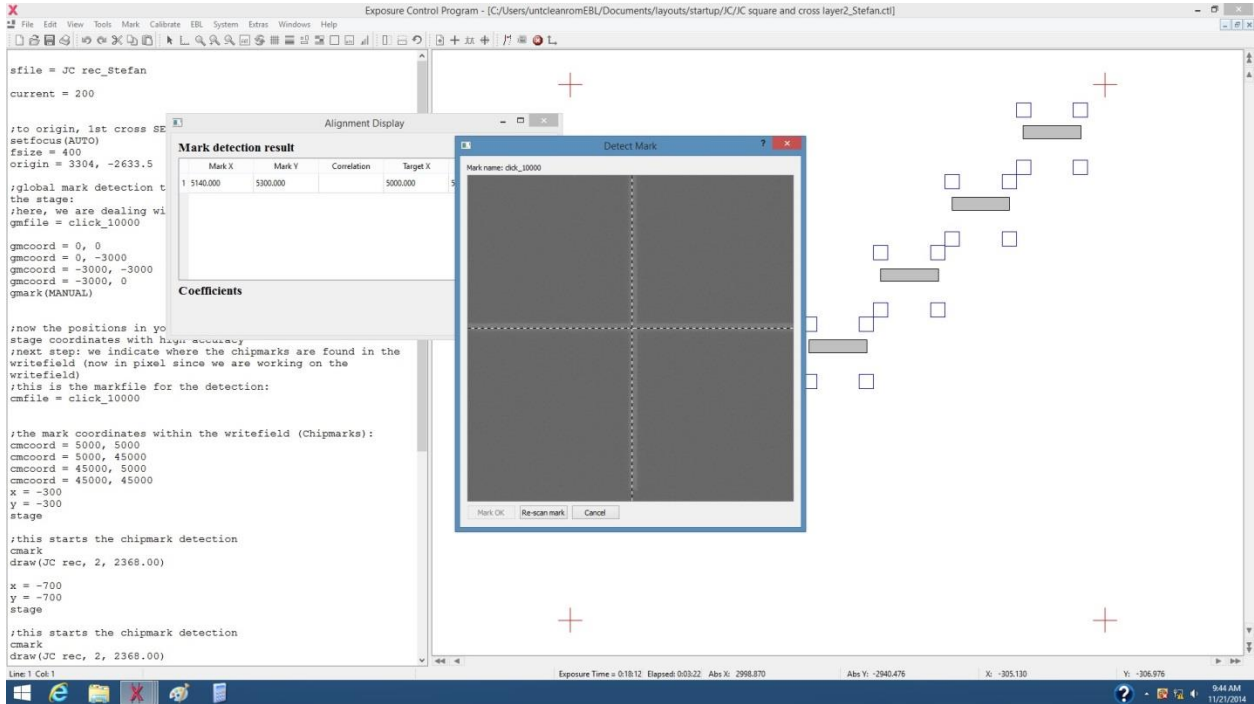 Exposure Control Program - [C:/Users/untcleanromEBL/Documents/layouts/startup/JC/JC square and cross layer2_Stefan.ctl]
File Edit View Tools Mark Calibrate EBL System Extras Windows Help
sfile = JC rec_Stefan
current = 200
;to origin, 1st cross SE
setfocus(AUTO)
fsize = 400
origin = 3304, -2633.5
;global mark detection t
the stage:
;here, we are dealing wi
gmfile = click_10000
gmcoord = 0, 0
gmcoord = 0, -3000
gmcoord = -3000, -3000
gmcoord = -3000, 0
gmark(MANUAL)
;now the positions in yo
stage coordinates with high accuracy
;next step: we indicate where the chipmarks are found in the
writefield (now in pixel since we are working on the
writefield)
;this is the markfile for the detection:
cmfile = click_10000
;the mark coordinates within the writefield (Chipmarks):
cmcoord = 5000, 5000
cmcoord = 5000, 45000
cmcoord = 45000, 5000
cmcoord = 45000, 45000
x = -300
y = -300
stage
;this starts the chipmark detection
cmark
draw(JC rec, 2, 2368.00)
x = -700
y = -700
stage
;this starts the chipmark detection
cmark
draw(JC rec, 2, 2368.00)
Alignment Display
Mark detection result
Mark X Mark Y Correlation Target X
1 5140.000 5300.000 5000.000 5
Coefficients
Detect Mark
Mark name: click_10000
Mark OK Re-scan mark Cancel
Line: 1 Col: 1
Exposure Time = 0:18:12 Elapsed: 0:03:22 Abs X: 2998.870 Abs Y: -2940.476 X: -305.130 Y: -306.976
9:44 AM
11/21/2014